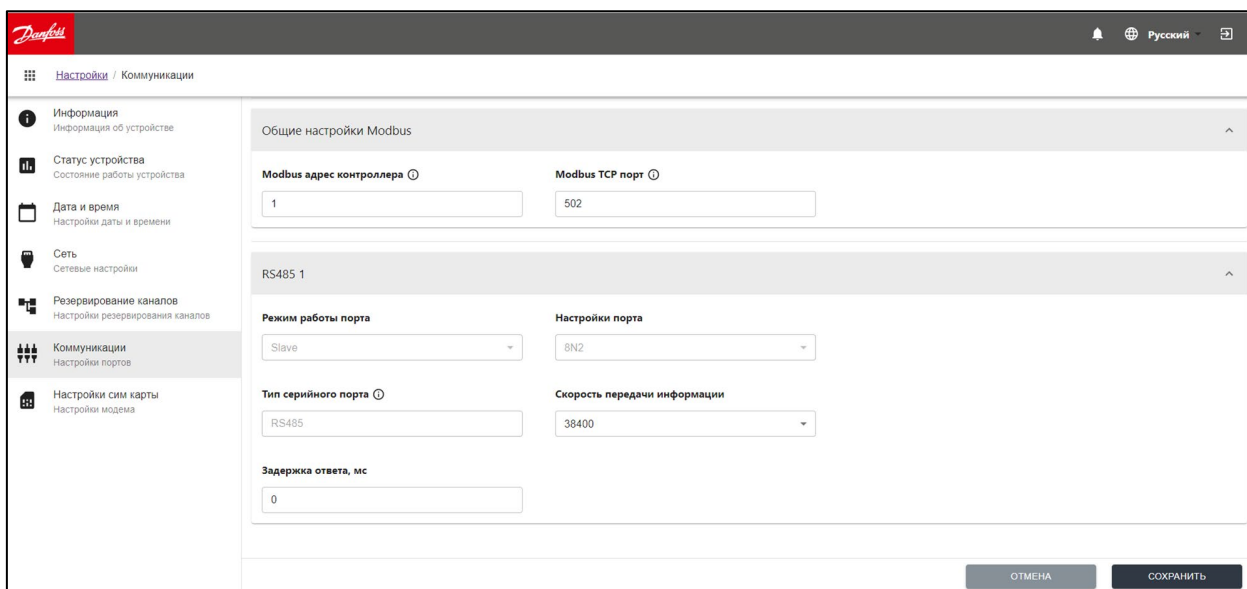 Danfoss
Русский
Настройки / Коммуникации
Информация
Информация об устройстве
Статус устройства
Состояние работы устройства
Дата и время
Настройки даты и времени
Сеть
Сетевые настройки
Резервирование каналов
Настройки резервирования каналов
Коммуникации
Настройки портов
Настройки сим карты
Настройки модема
Общие настройки Modbus
Modbus адрес контроллера
Modbus TCP порт
1
502
RS485 1
Режим работы порта
Настройки порта
Slave
8N2
Тип серийного порта
Скорость передачи информации
RS485
38400
Задержка ответа, мс
0
ОТМЕНА
СОХРАНИТЬ